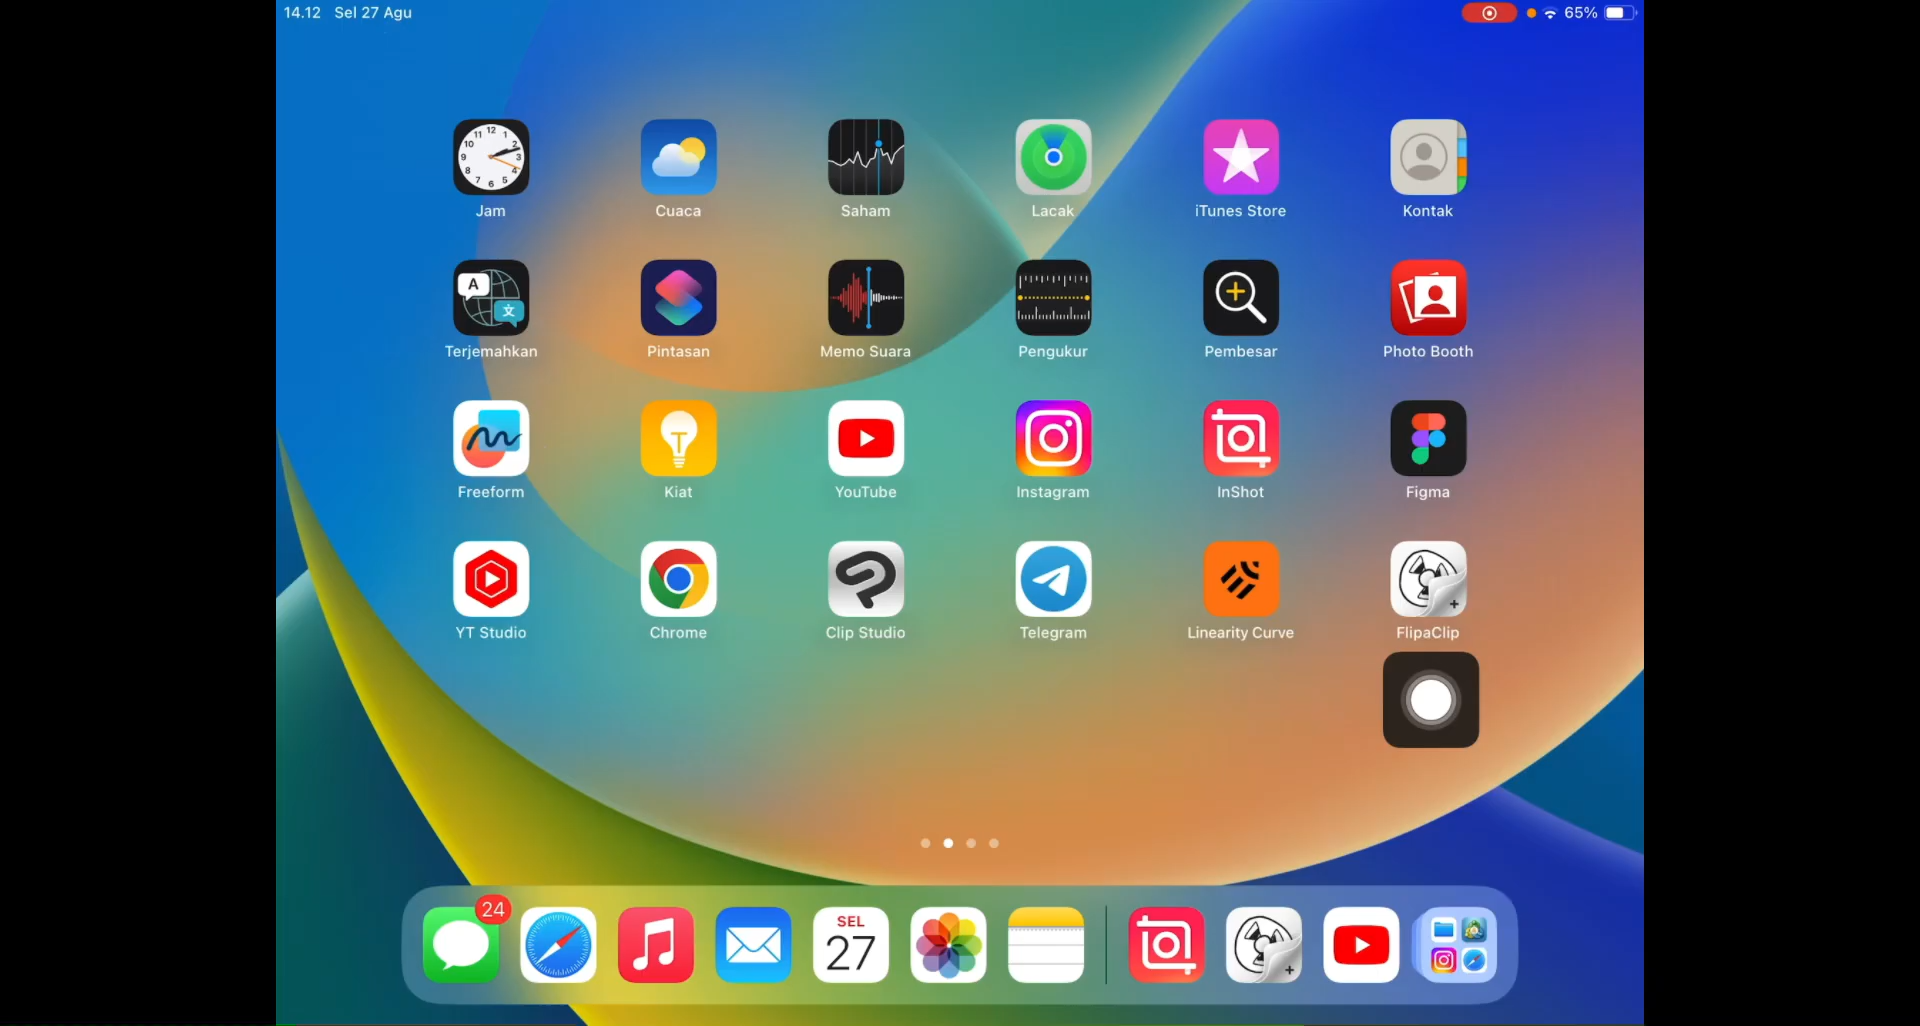 14.12 Sel 27 Agu
65%
Jam
Cuaca
Saham
Lacak
iTunes Store
Kontak
Terjemahkan
Pintasan
Memo Suara
Pengukur
Pembesar
Photo Booth
Freeform
Kiat
YouTube
Instagram
InShot
Figma
YT Studio
Chrome
Clip Studio
Telegram
Linearity Curve
FlipaClip
24
SEL
27